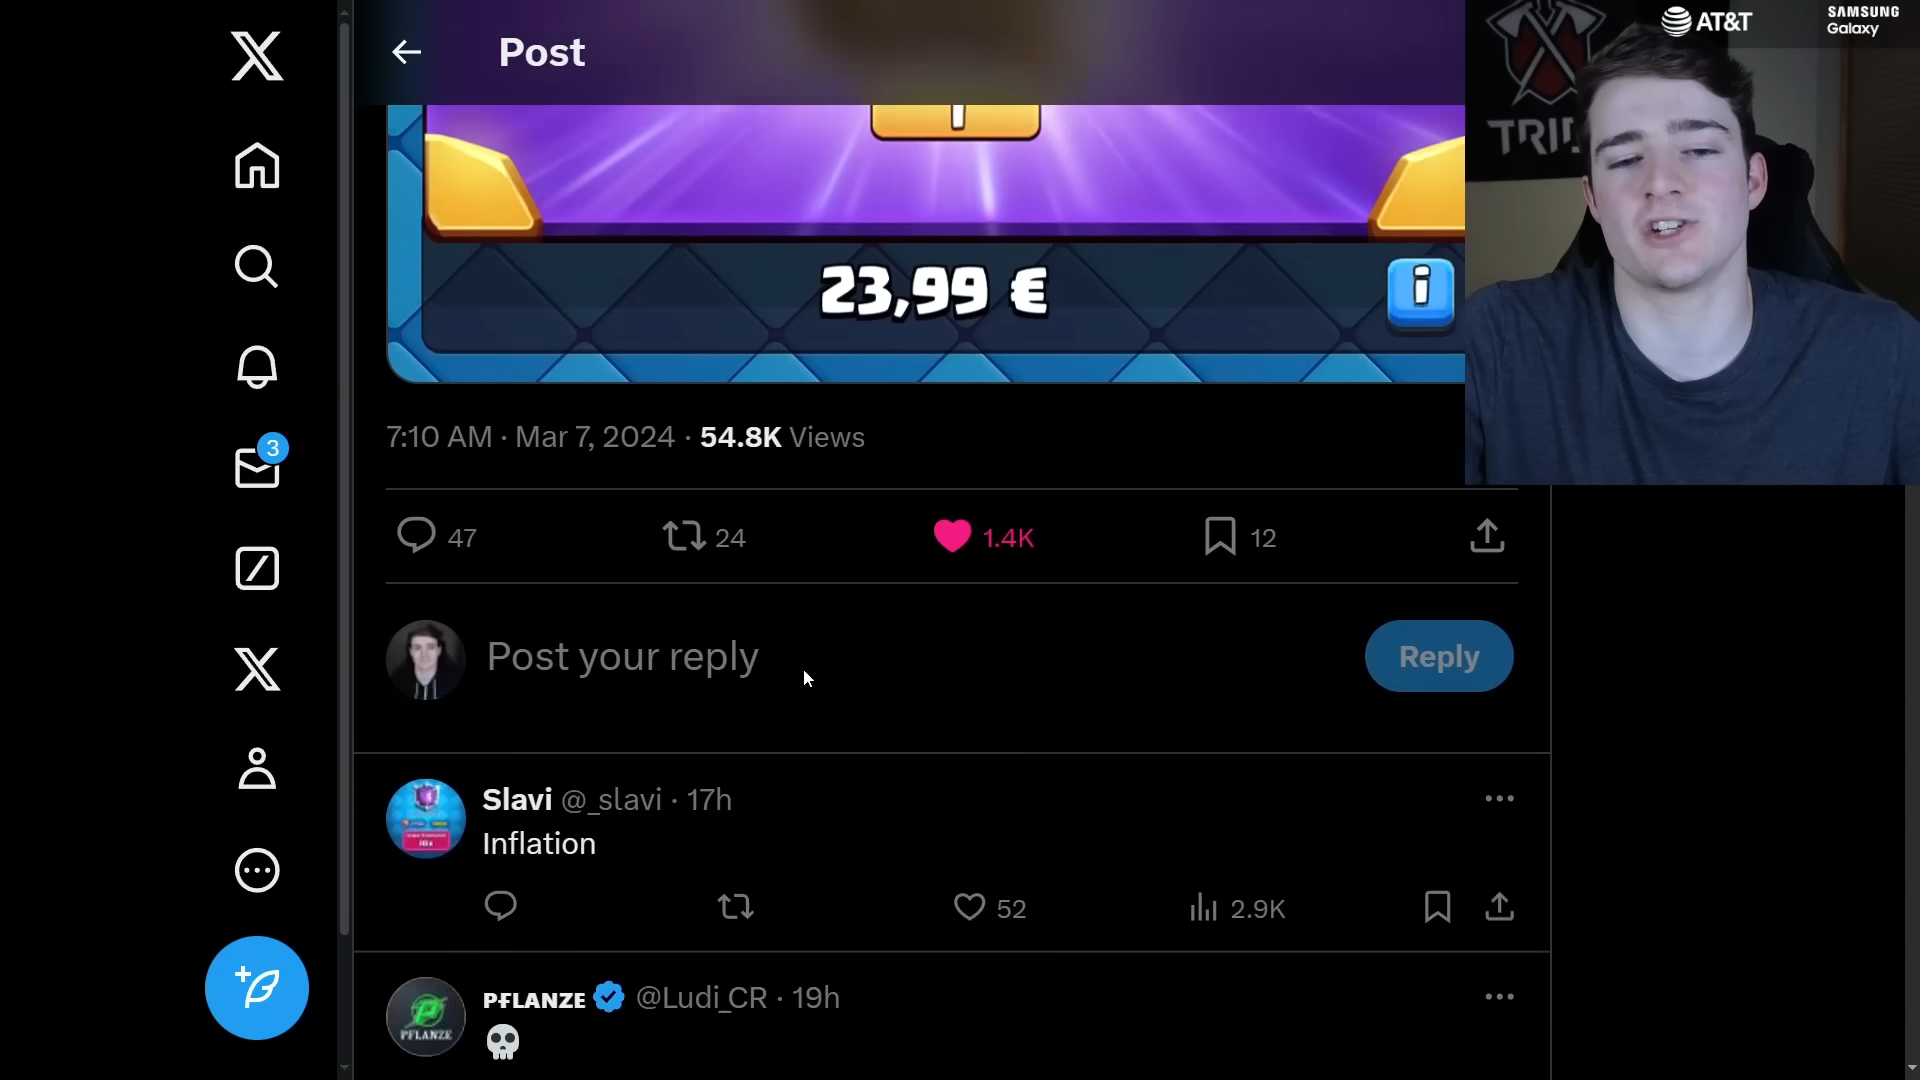 Post
AT&T
SAMSUNG
Galaxy
23,99 €
i
7:10 AM · Mar 7, 2024 · 54.8K Views
47
24
1.4K
12
3
Post your reply
Reply
Slavi @_slavi · 17h
Inflation
52
2.9K
PFLANZE @Ludi_CR · 19h
PFLANZE